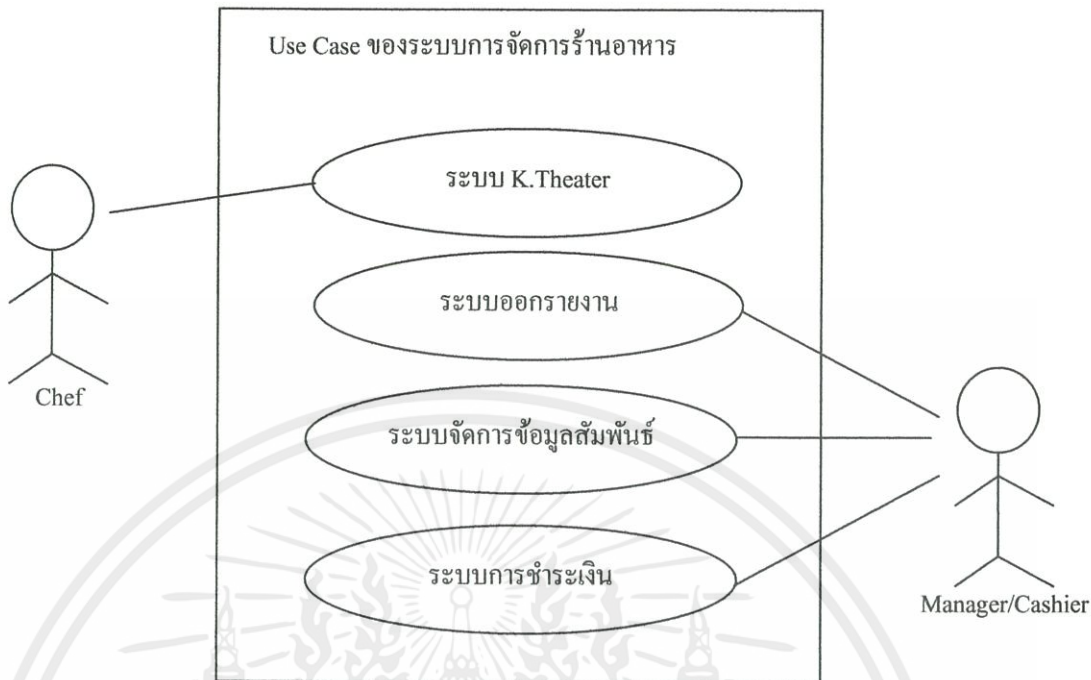 Use Case ของระบบการจัดการร้านอาหาร
ระบบ K.Theater
ระบบออกรายงาน
Chef
ระบบจัดการข้อมูลสัมพันธ์
ระบบการชำระเงิน
Manager/Cashier